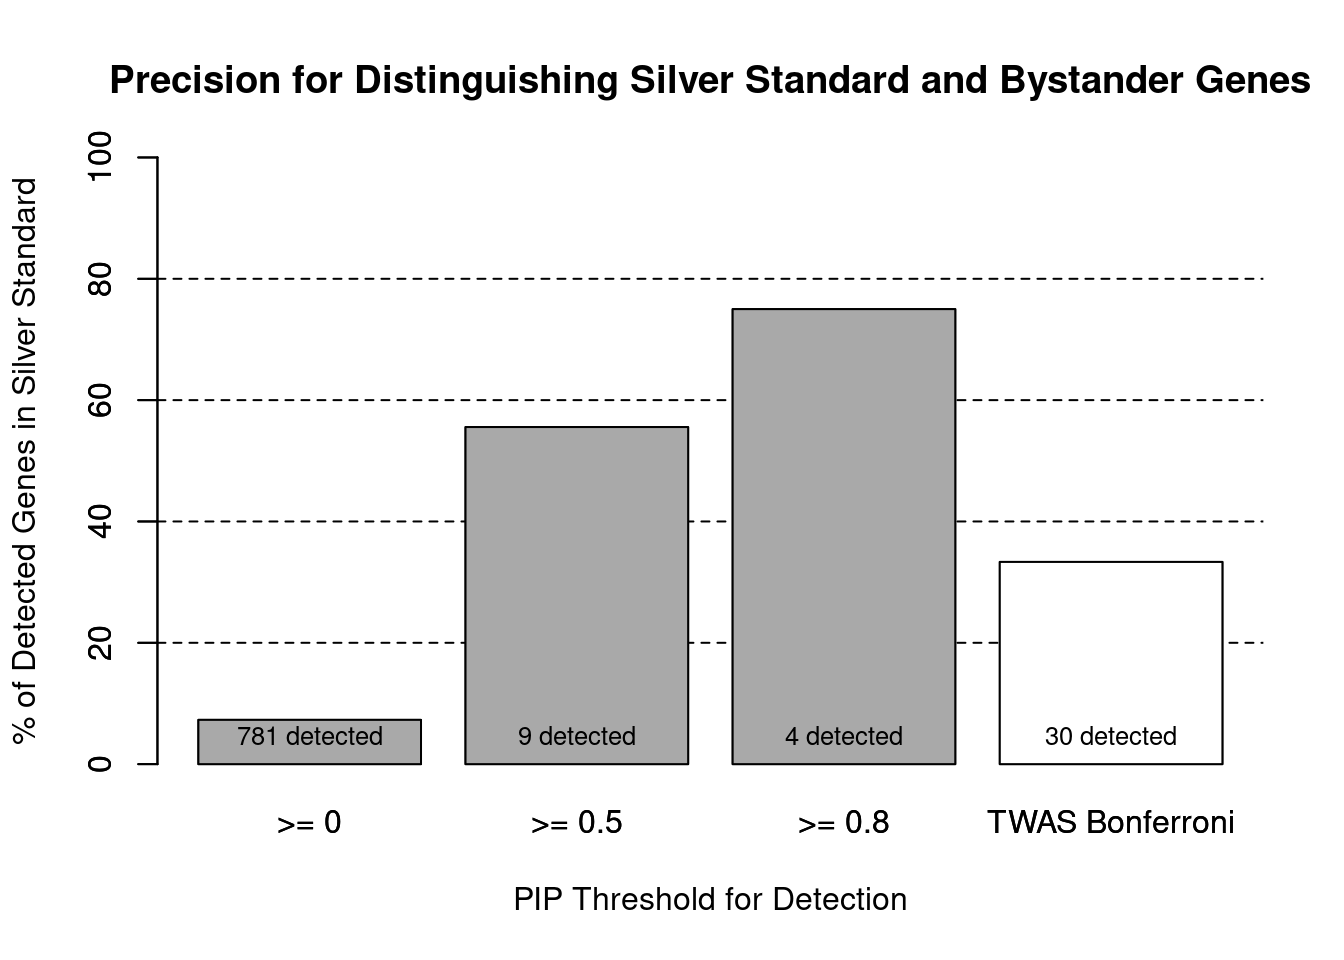 Precision for Distinguishing Silver Standard and Bystander Genes
% of Detected Genes in Silver Standard
100
80
60
40
20
0
781 detected
9 detected
4 detected
30 detected
>= 0
>= 0.5
>= 0.8
TWAS Bonferroni
PIP Threshold for Detection